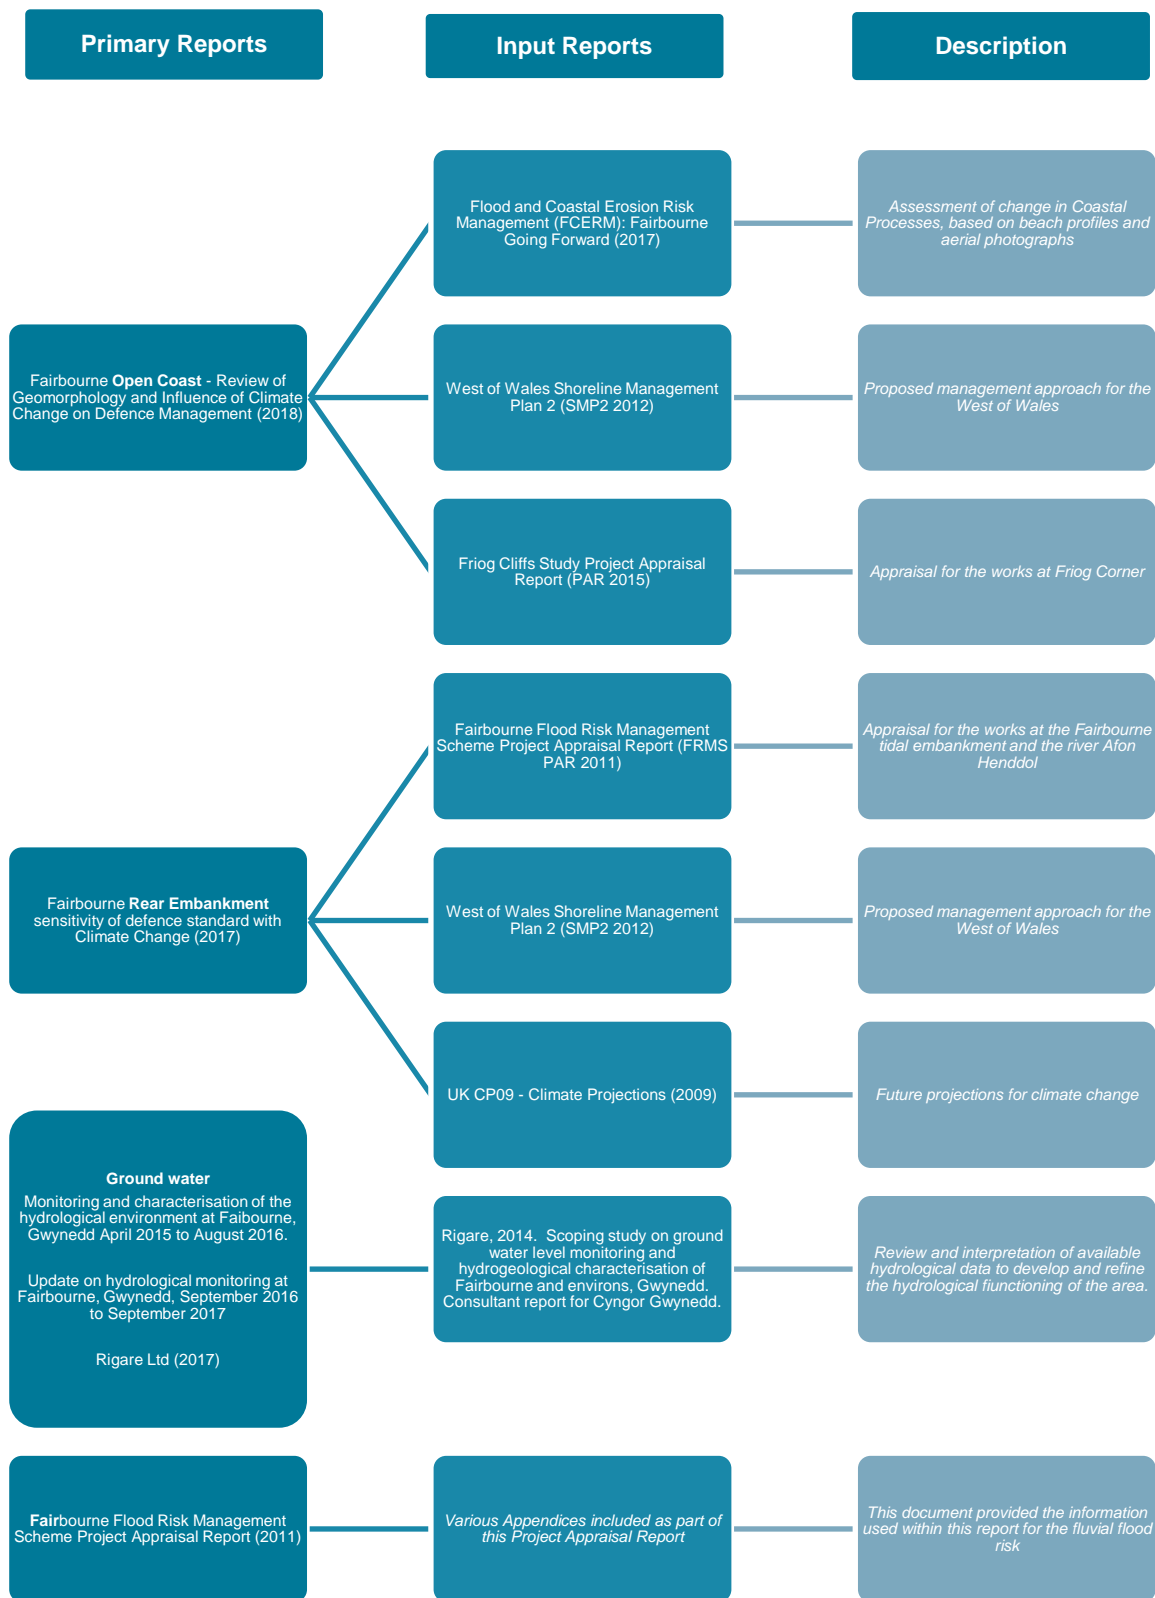 Primary Reports
Input Reports
Description
Fairbourne Open Coast - Review of
Geomorphology and Influence of Climate
Change on Defence Management (2018)
Flood and Coastal Erosion Risk
Management (FCERM): Fairbourne
Going Forward (2017)
Assessment of change in Coastal
Processes, based on beach profiles and
aerial photographs
West of Wales Shoreline Management
Plan 2 (SMP2 2012)
Proposed management approach for the
West of Wales
Friog Cliffs Study Project Appraisal
Report (PAR 2015)
Appraisal for the works at Friog Corner
Fairbourne Rear Embankment
sensitivity of defence standard with
Climate Change (2017)
Fairbourne Flood Risk Management
Scheme Project Appraisal Report (FRMS
PAR 2011)
Appraisal for the works at the Fairbourne
tidal embankment and the river Afon
Henddol
West of Wales Shoreline Management
Plan 2 (SMP2 2012)
Proposed management approach for the
West of Wales
UK CP09 - Climate Projections (2009)
Future projections for climate change
Ground water
Monitoring and characterisation of the
hydrological environment at Faibourne,
Gwynedd April 2015 to August 2016.
Update on hydrological monitoring at
Fairbourne, Gwynedd, September 2016
to September 2017
Rigare Ltd (2017)
Rigare, 2014. Scoping study on ground
water level monitoring and
hydrogeological characterisation of
Fairbourne and environs, Gwynedd.
Consultant report for Cyngor Gwynedd.
Review and interpretation of available
hydrological data to develop and refine
the hydrological fiunctioning of the area.
Fairbourne Flood Risk Management
Scheme Project Appraisal Report (2011)
Various Appendices included as part of
this Project Appraisal Report
This document provided the information
used within this report for the fluvial flood
risk